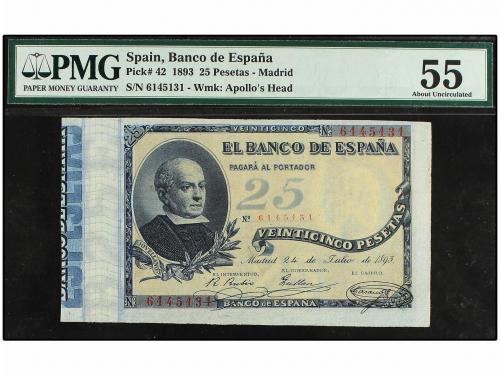 PMG
PAPER MONEY GUARANTY
Spain, Banco de España
Pick# 42 1893 25 Pesetas - Madrid
S/N 6145131 - Wmk: Apollo's Head
55
About Uncirculated
VEINTICINCO
Nº 6145131
EL BANCO DE ESPAÑA
PAGARÁ AL PORTADOR
25
Nº 6145131
VEINTICINCO PESETAS
Madrid 24 de Julio de 1893.
EL INTERVENTOR, EL GOBERNADOR, EL CAJERO,
Nº 6145131
BANCO DE ESPAÑA